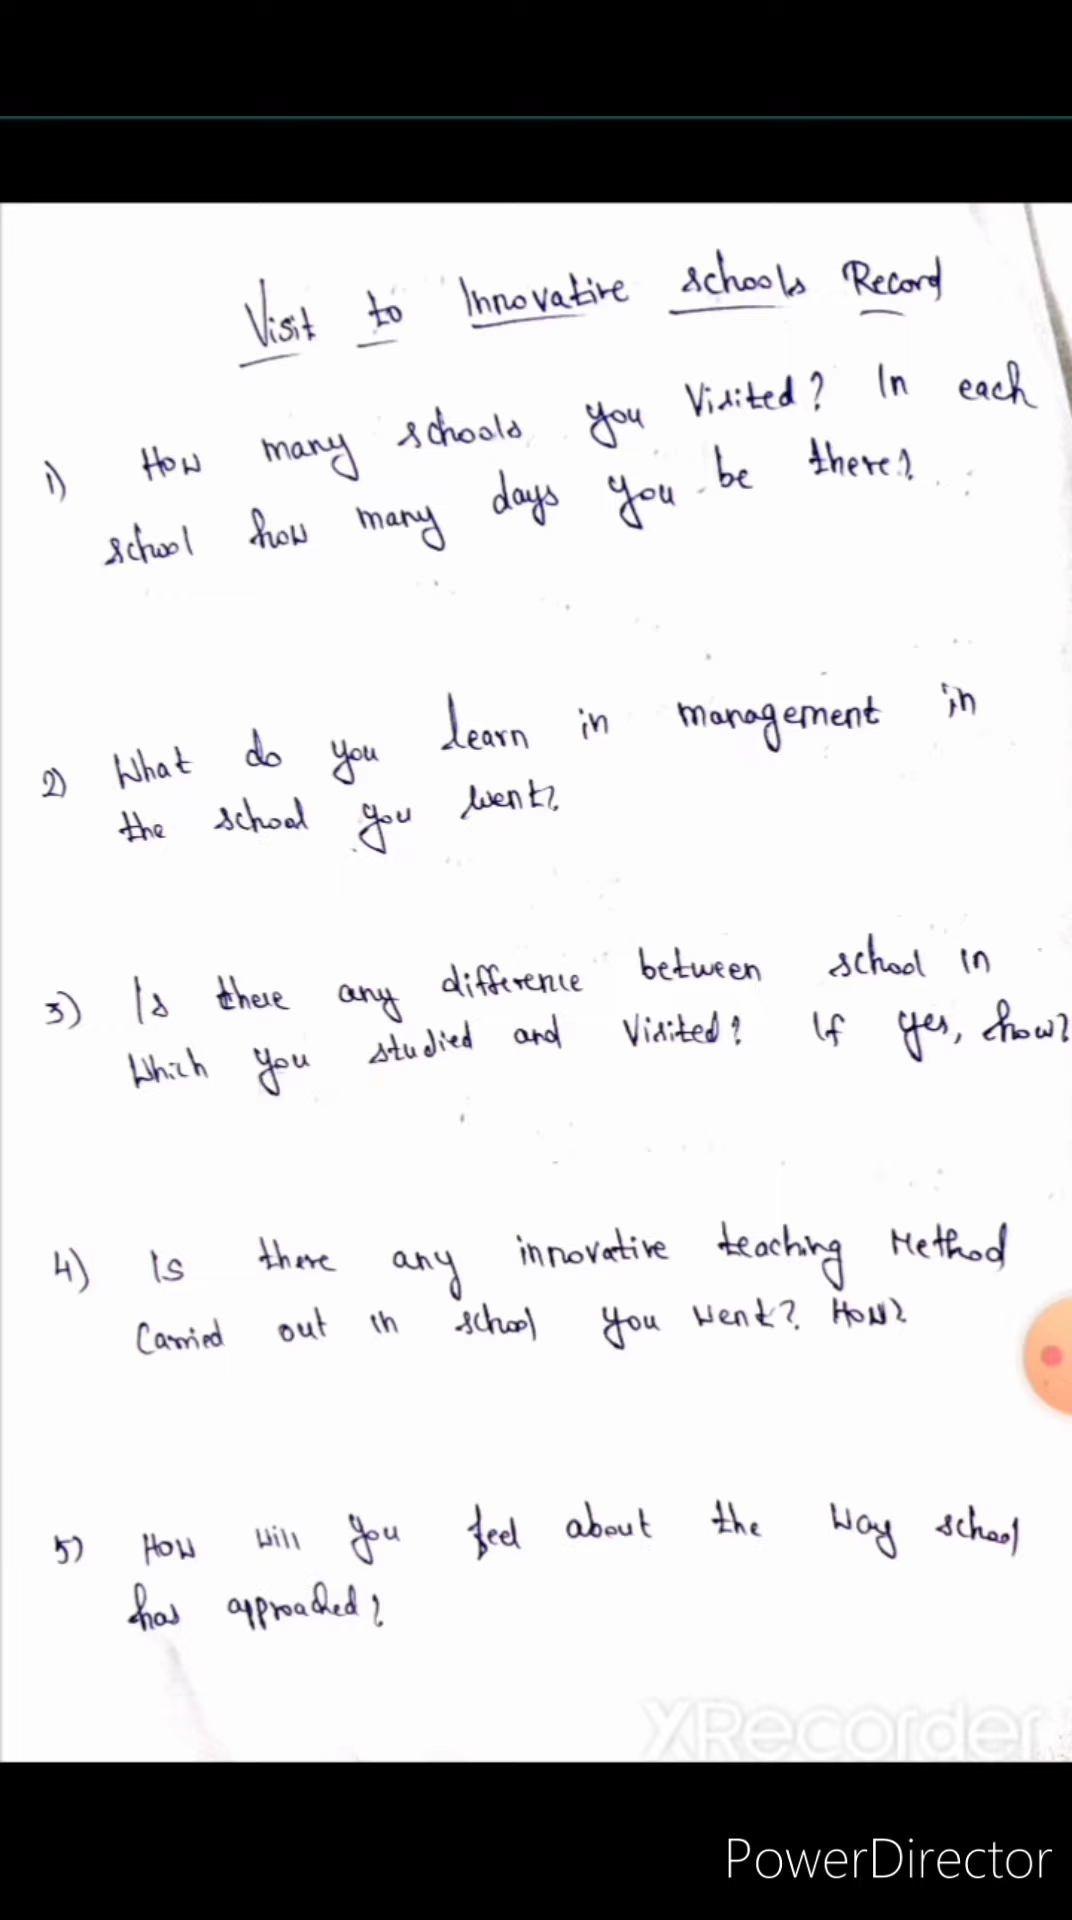 Visit to Innovative schools Record
1) How many schools you Visited? In each
school how many days you be there?
2) What do you learn in management in
the school you went?
3) Is there any difference between school in
Which you studied and Visited? If yes, how?
4) Is there any innovative teaching Method
Carried out in school you went? How?
5) How will you feel about the way school
has approached?
XRecorder
PowerDirector